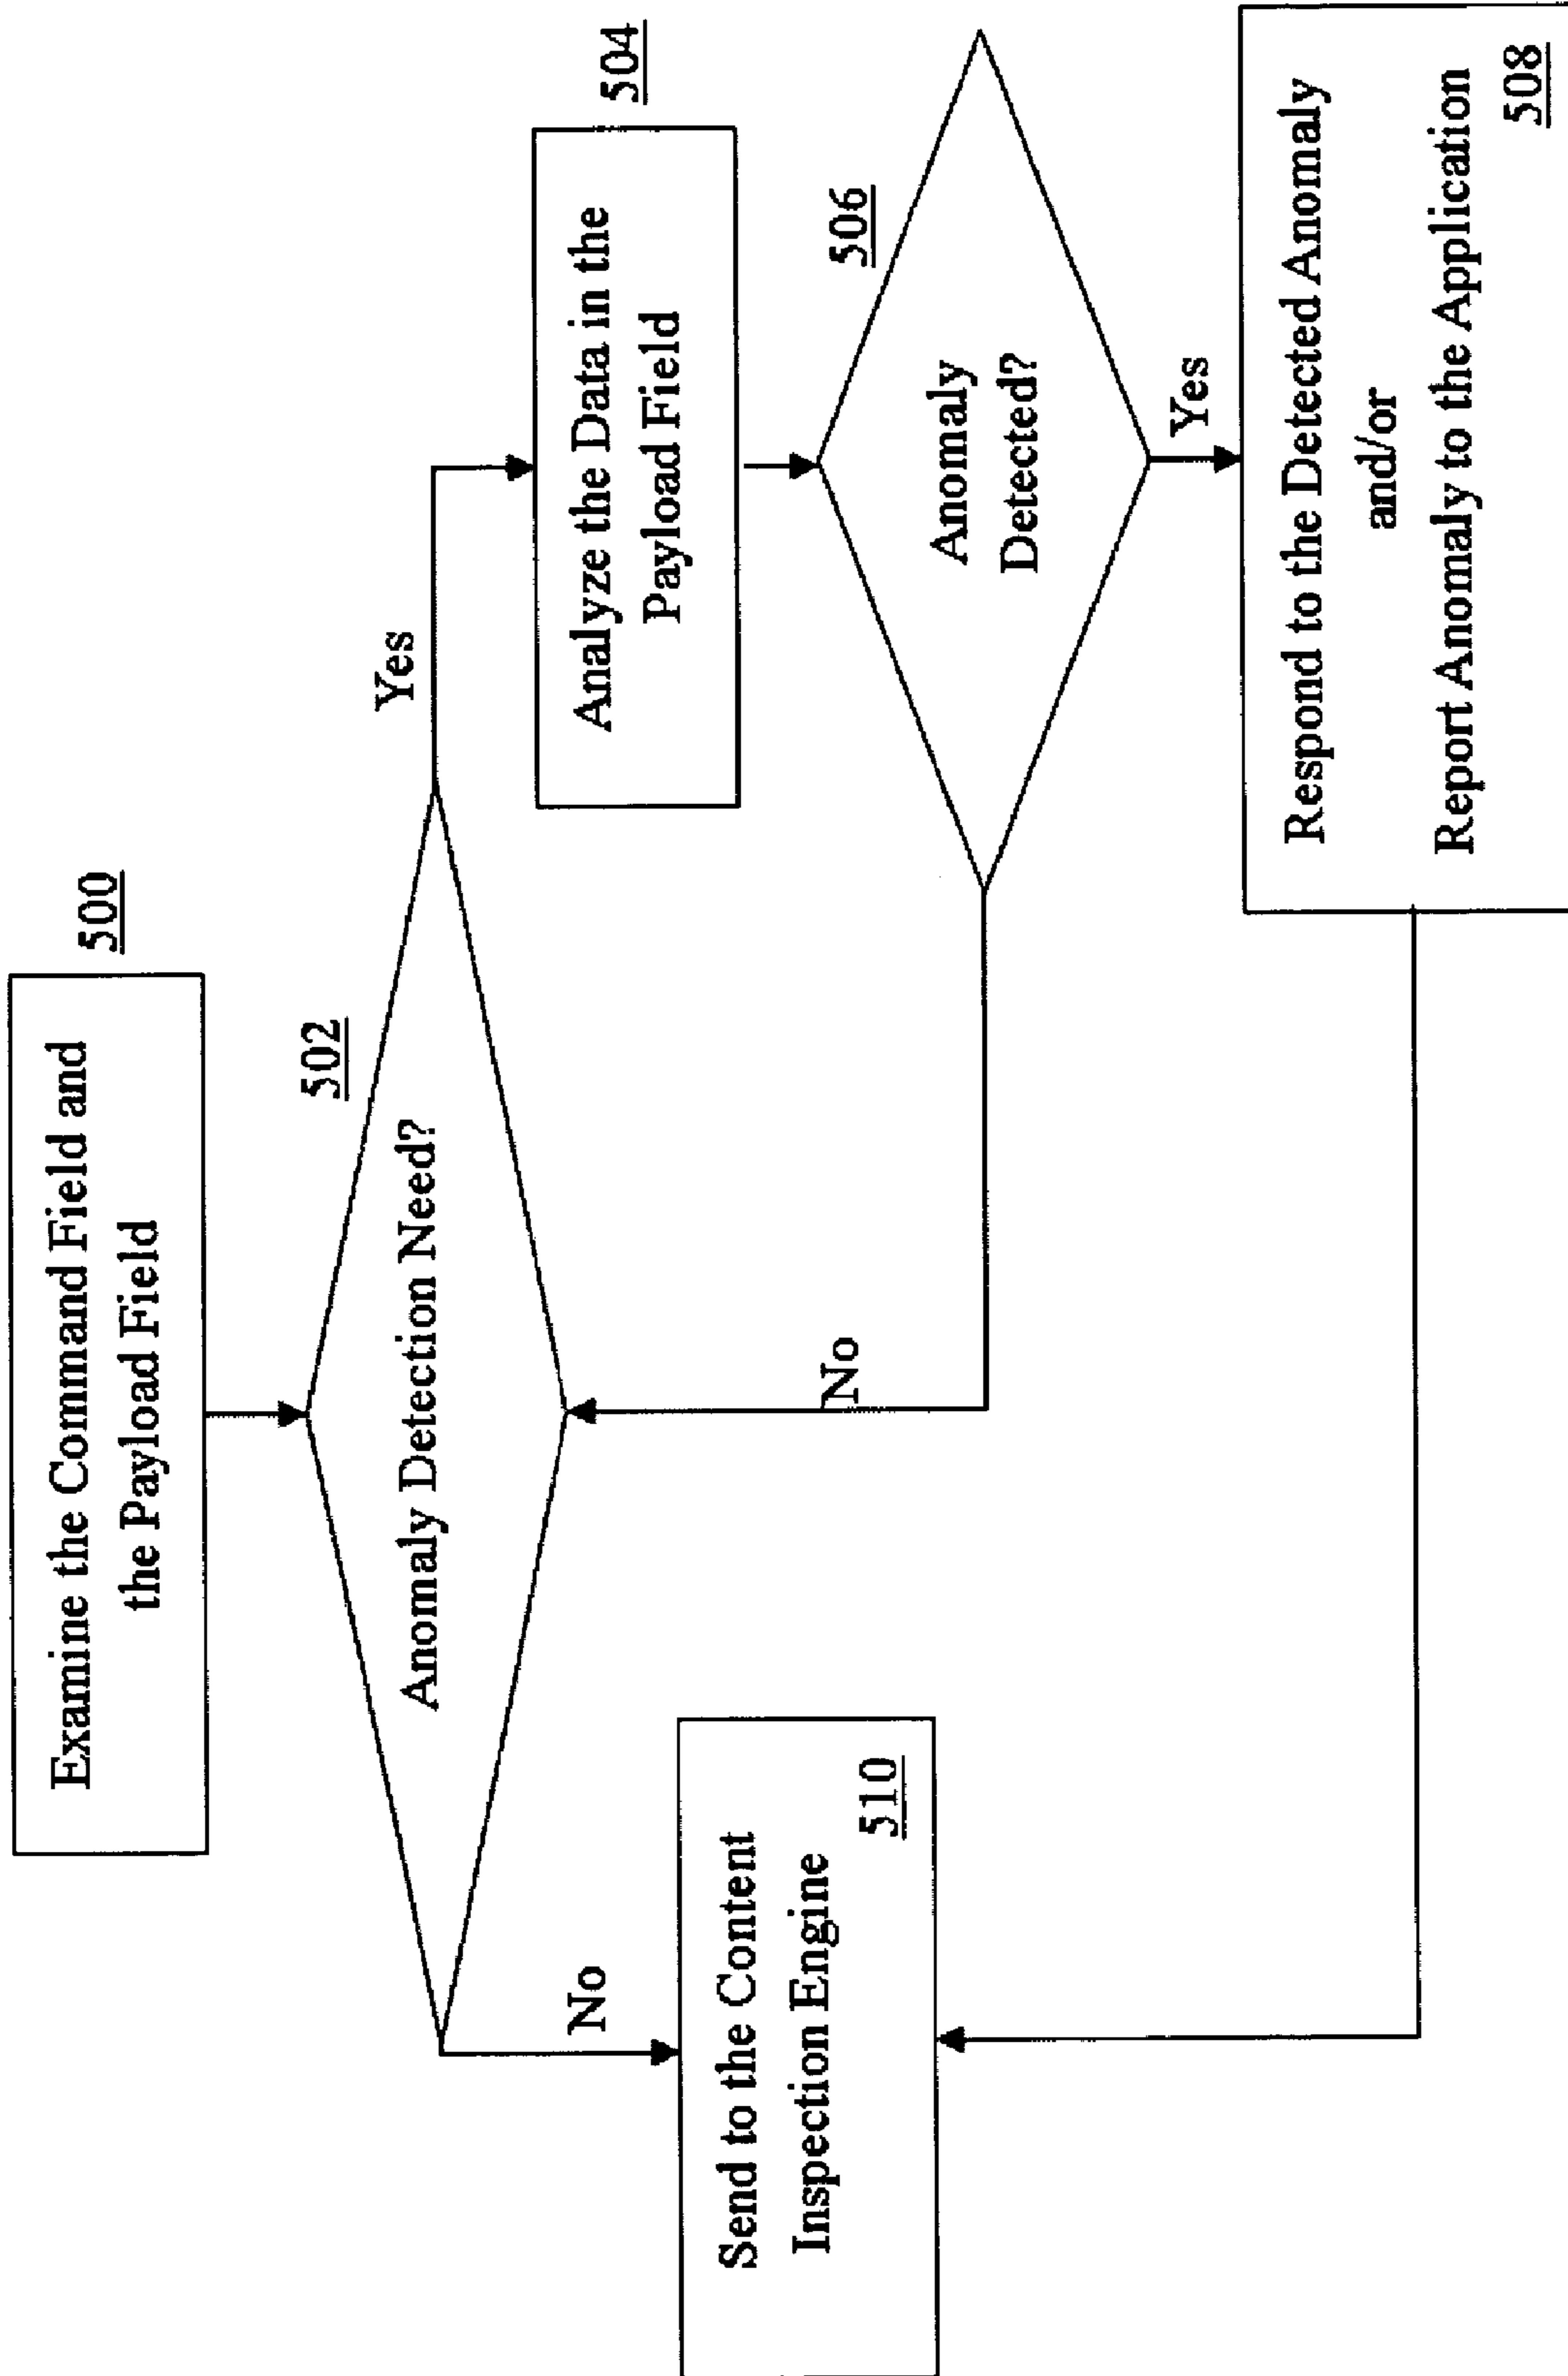 Examine the Command Field and
the Payload Field
500
502
Anomaly Detection Need?
Yes
No
Analyze the Data in the
Payload Field
504
506
Anomaly
Detected?
No
Yes
Send to the Content
Inspection Engine
510
Respond to the Detected Anomaly
and/or
Report Anomaly to the Application
508